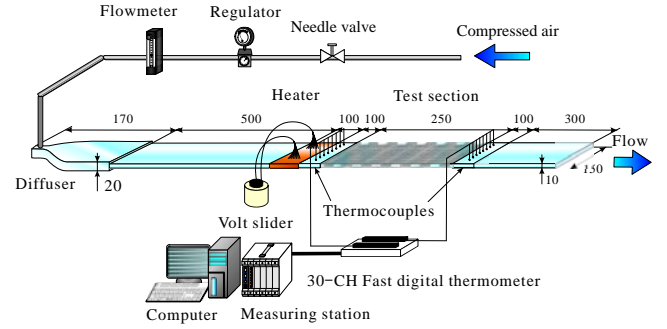 Flowmeter
Regulator
Needle valve
Compressed air
Heater
Test section
170
500
100
100
250
100
300
Flow
Diffuser
20
10
150
Volt slider
Thermocouples
30-CH Fast digital thermometer
Computer
Measuring station